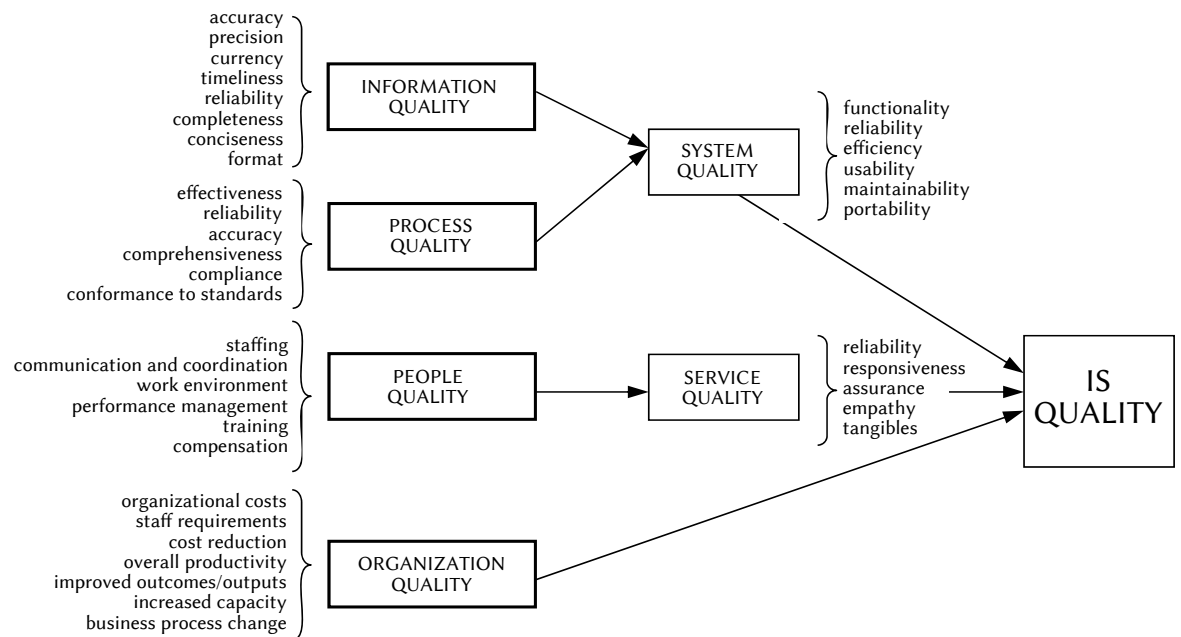 accuracy
precision
currency
timeliness
reliability
completeness
conciseness
format
INFORMATION
QUALITY
effectiveness
reliability
accuracy
comprehensiveness
compliance
conformance to standards
PROCESS
QUALITY
SYSTEM
QUALITY
functionality
reliability
efficiency
usability
maintainability
portability
staffing
communication and coordination
work environment
performance management
training
compensation
PEOPLE
QUALITY
SERVICE
QUALITY
reliability
responsiveness
assurance
empathy
tangibles
IS
QUALITY
organizational costs
staff requirements
cost reduction
overall productivity
improved outcomes/outputs
increased capacity
business process change
ORGANIZATION
QUALITY